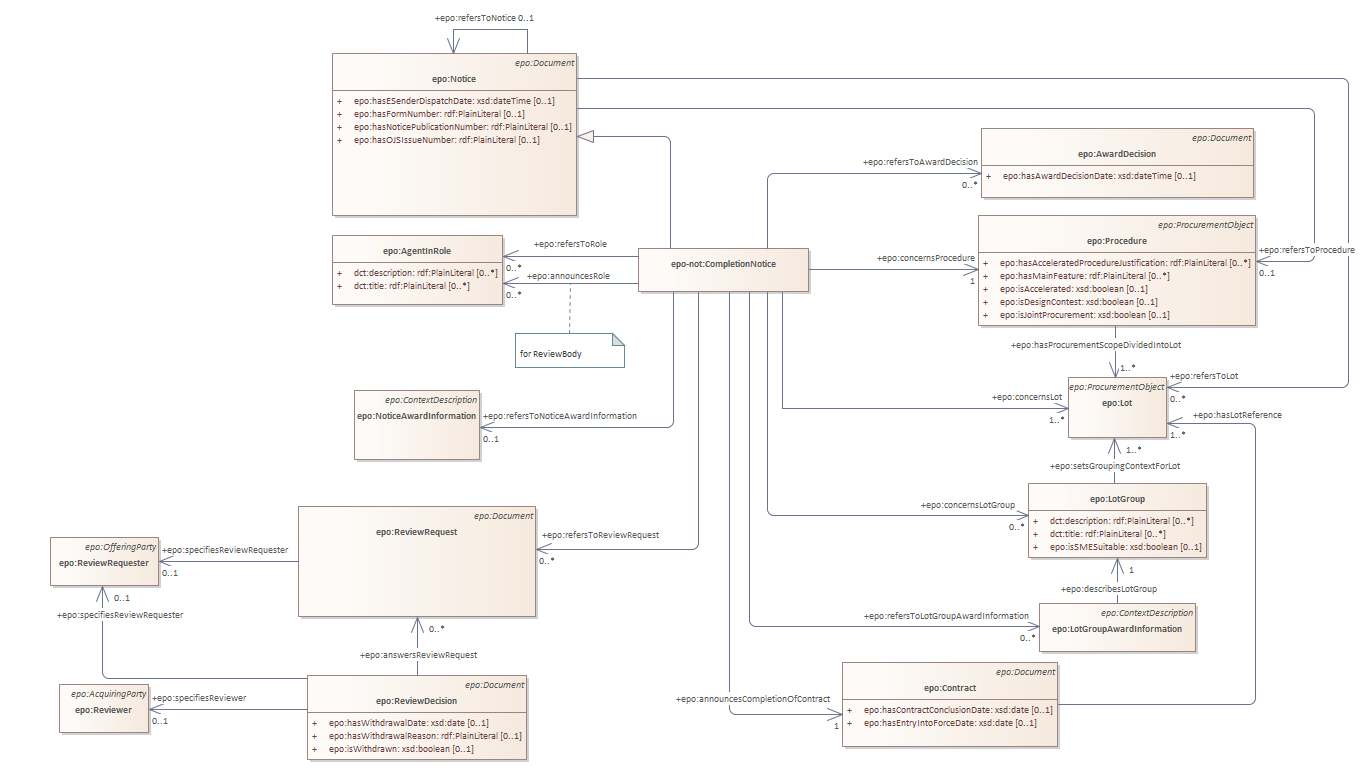 +epo:refersToNotice 0..1
epo:Document
epo:Notice
+ epo:hasESenderDispatchDate: xsd:dateTime [0..1]
+ epo:hasFormNumber: rdf:PlainLiteral [0..1]
+ epo:hasNoticePublicationNumber: rdf:PlainLiteral [0..1]
+ epo:hasOJSIssueNumber: rdf:PlainLiteral [0..1]
epo:Document
epo:AwardDecision
+ epo:hasAwardDecisionDate: xsd:dateTime [0..1]
+epo:refersToAwardDecision
0..*
epo:ProcurementObject
epo:Procedure
+ epo:hasAcceleratedProcedureJustification: rdf:PlainLiteral [0..*]
+ epo:hasMainFeature: rdf:PlainLiteral [0..*]
+ epo:isAccelerated: xsd:boolean [0..1]
+ epo:isDesignContest: xsd:boolean [0..1]
+ epo:isJointProcurement: xsd:boolean [0..1]
+epo:refersToProcedure
0..1
epo:AgentInRole
+ dct:description: rdf:PlainLiteral [0..*]
+ dct:title: rdf:PlainLiteral [0..*]
+epo:refersToRole
0..*
+epo:announcesRole
0..*
epo-not:CompletionNotice
+epo:concernsProcedure
1
for ReviewBody
+epo:hasProcurementScopeDividedIntoLot
1..*
epo:ProcurementObject
epo:Lot
+epo:refersToLot
0..*
+epo:concernsLot
1..*
+epo:hasLotReference
1..*
epo:ContextDescription
epo:NoticeAwardInformation
+epo:refersToNoticeAwardInformation
0..1
1..*
+epo:setsGroupingContextForLot
epo:LotGroup
+ dct:description: rdf:PlainLiteral [0..*]
+ dct:title: rdf:PlainLiteral [0..*]
+ epo:isSMESuitable: xsd:boolean [0..1]
+epo:concernsLotGroup
0..*
epo:Document
epo:ReviewRequest
+epo:refersToReviewRequest
0..*
epo:OfferingParty
epo:ReviewRequester
+epo:specifiesReviewRequester
0..1
0..1
+epo:specifiesReviewRequester
1
+epo:describesLotGroup
epo:ContextDescription
epo:LotGroupAwardInformation
+epo:refersToLotGroupAwardInformation
0..*
0..*
+epo:answersReviewRequest
epo:Document
epo:ReviewDecision
+ epo:hasWithdrawalDate: xsd:date [0..1]
+ epo:hasWithdrawalReason: rdf:PlainLiteral [0..1]
+ epo:isWithdrawn: xsd:boolean [0..1]
epo:AcquiringParty
epo:Reviewer
+epo:specifiesReviewer
0..1
epo:Document
epo:Contract
+ epo:hasContractConclusionDate: xsd:date [0..1]
+ epo:hasEntryIntoForceDate: xsd:date [0..1]
+epo:announcesCompletionOfContract
1